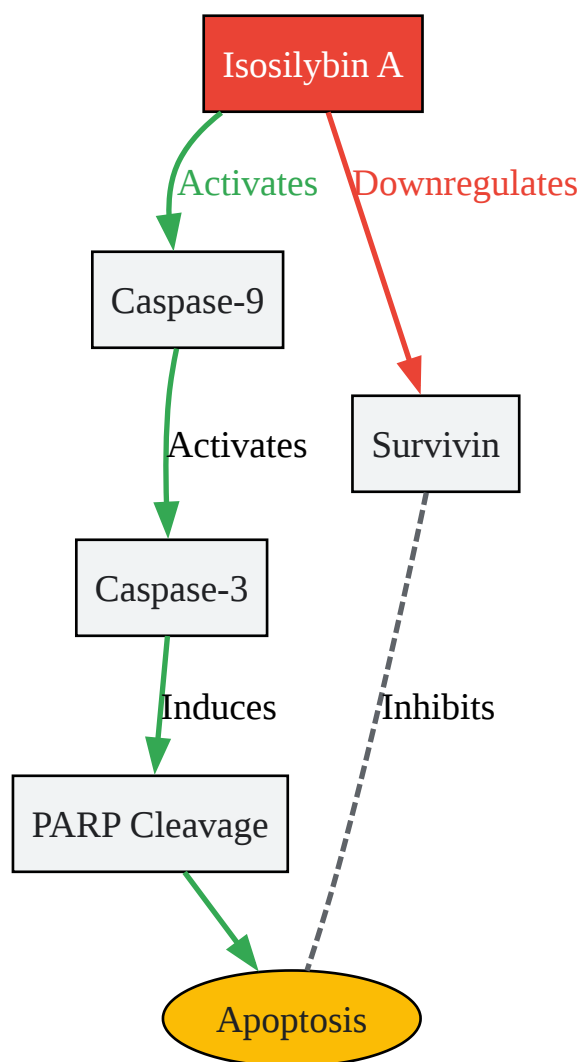 Isosilybin A
Activates
Downregulates
Caspase-9
Activates
Survivin
Caspase-3
Induces
Inhibits
PARP Cleavage
Apoptosis